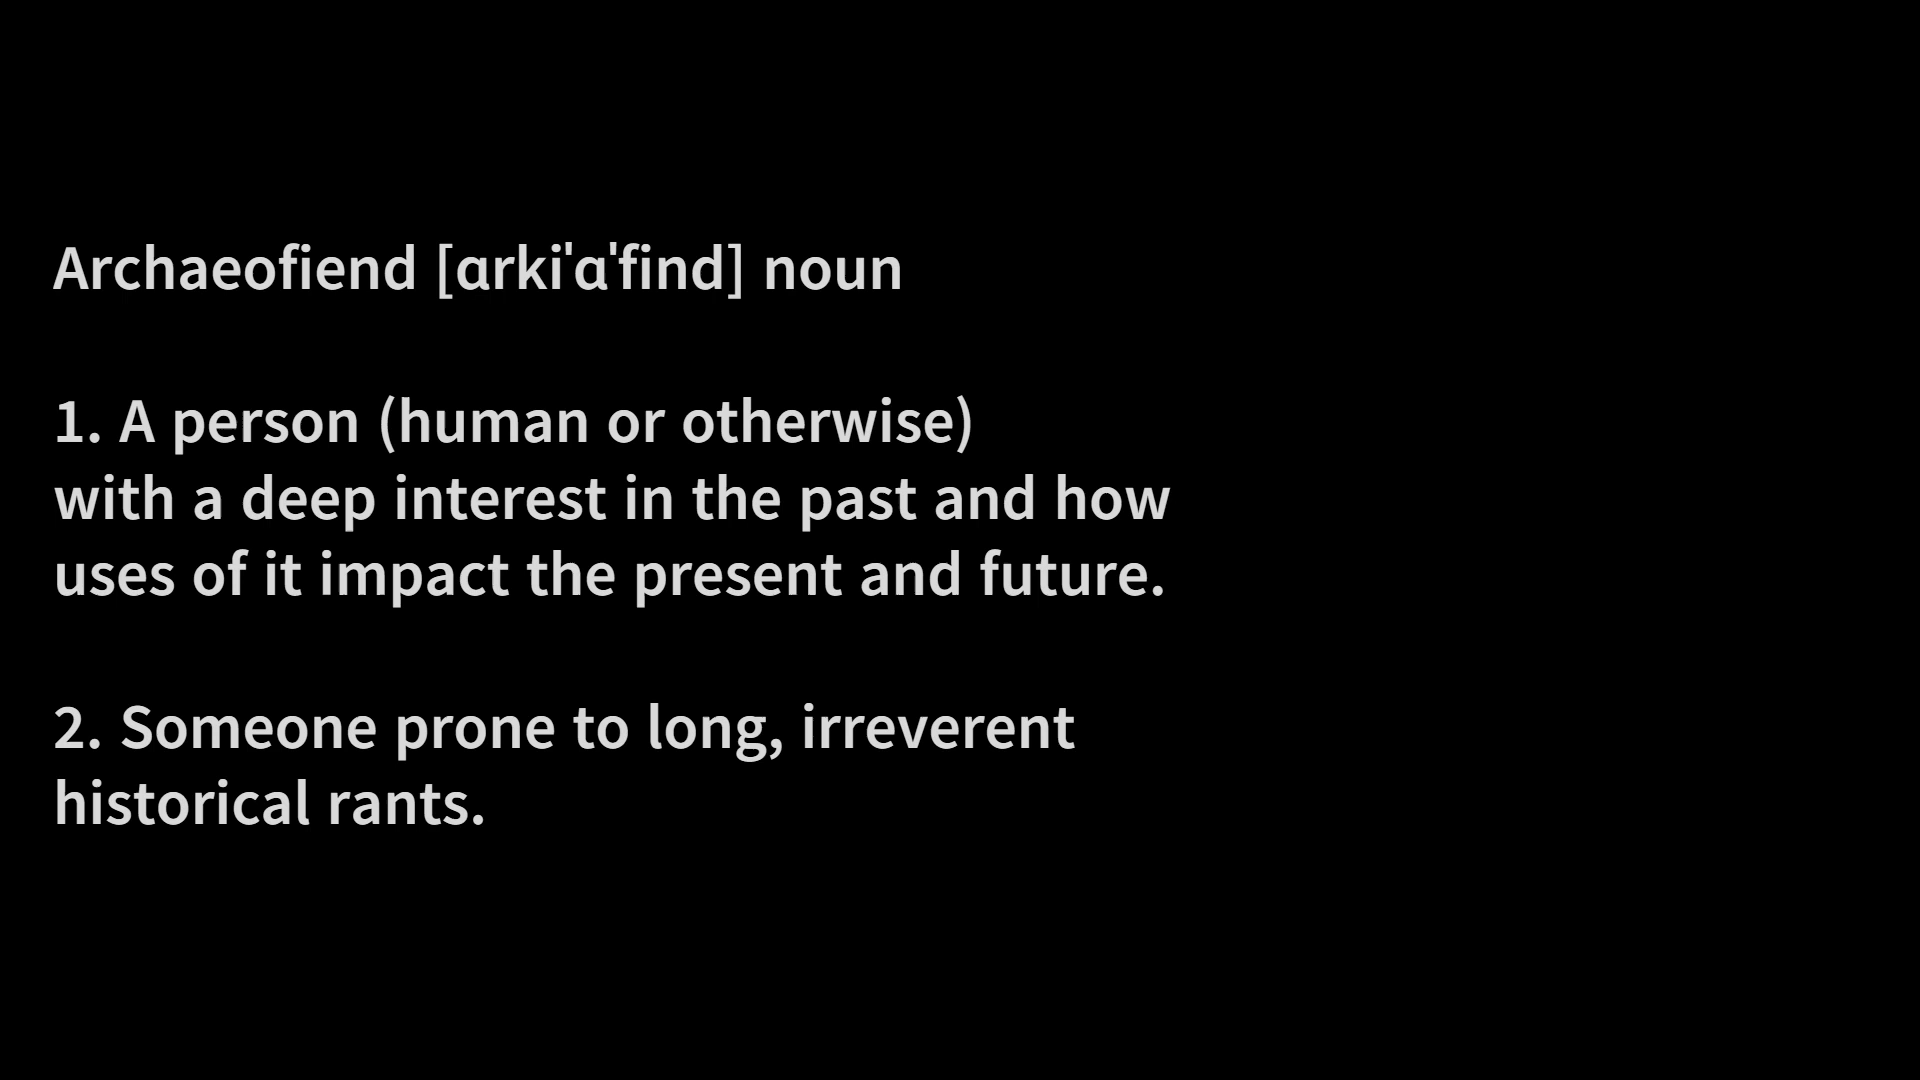 Archaeofiend [ɑrki'ɑ'find] noun
1. A person (human or otherwise)
with a deep interest in the past and how
uses of it impact the present and future.
2. Someone prone to long, irreverent
historical rants.